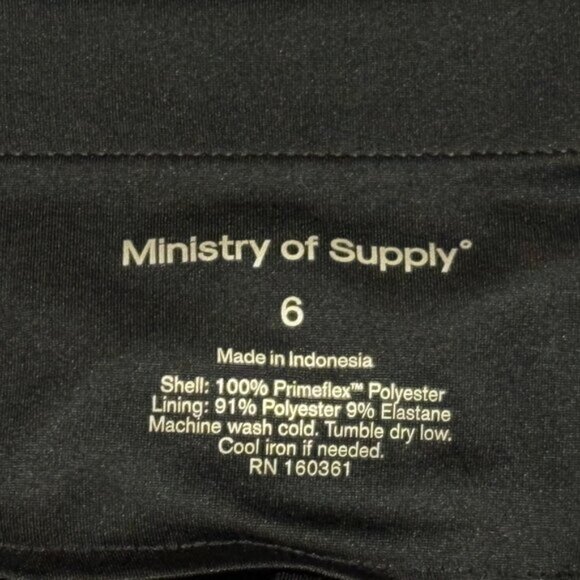 Ministry of Supply°
6
Made in Indonesia
Shell: 100% Primeflex™ Polyester
Lining: 91% Polyester 9% Elastane
Machine wash cold. Tumble dry low.
Cool iron if needed.
RN 160361